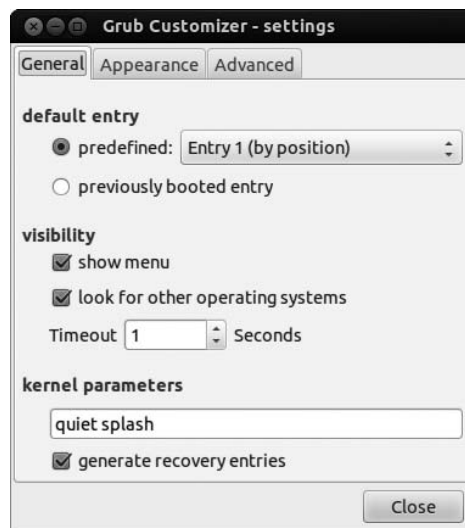 Grub Customizer - settings
General Appearance Advanced
default entry
predefined: Entry 1 (by position)
previously booted entry
visibility
show menu
look for other operating systems
Timeout 1 Seconds
kernel parameters
quiet splash
generate recovery entries
Close